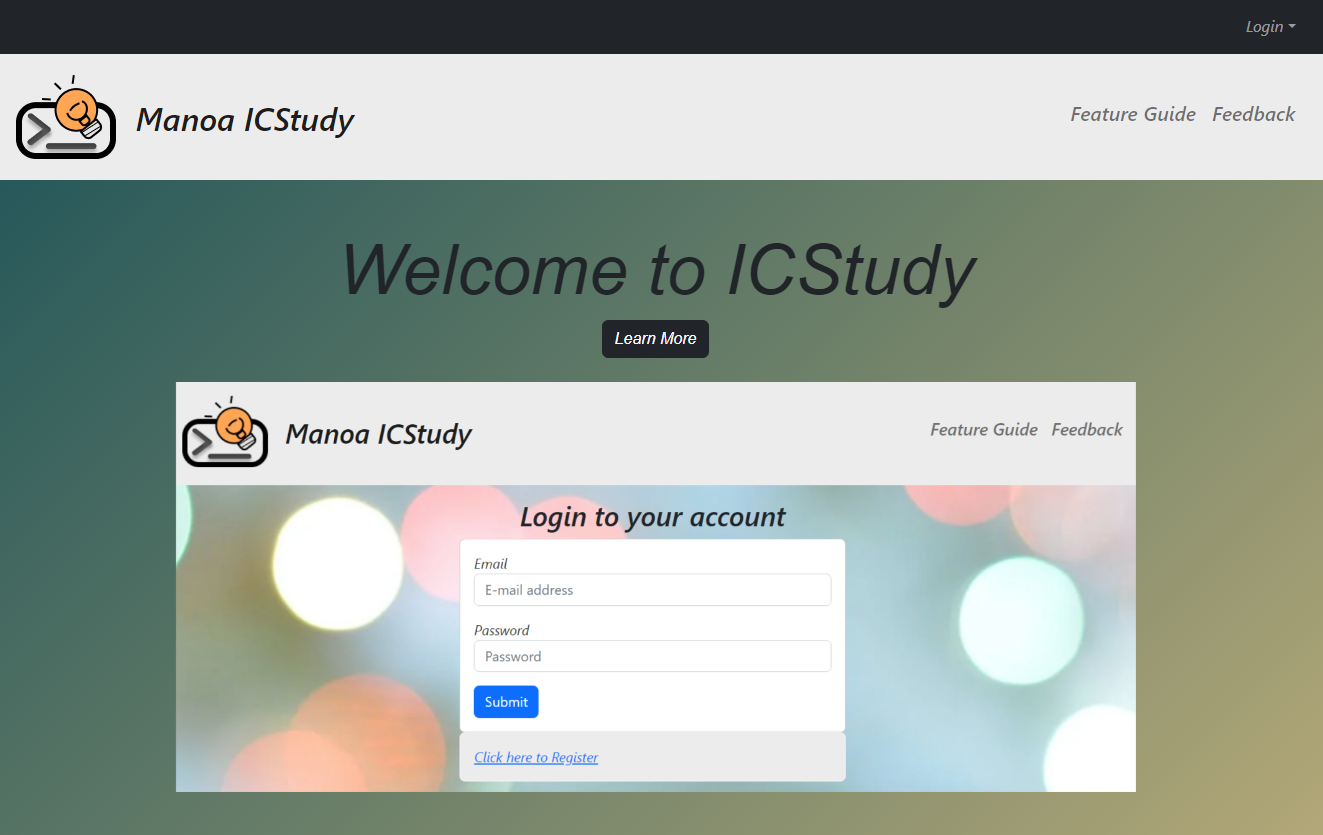 Login
Manoa ICStudy
Feature Guide Feedback
Welcome to ICStudy
Learn More
Manoa ICStudy
Feature Guide Feedback
Login to your account
Email
E-mail address
Password
Password
Submit
Click here to Register